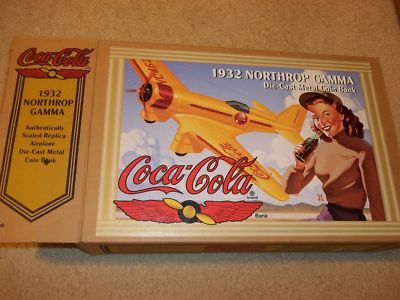 Coca-Cola
1932
NORTHROP
GAMMA
Authentically
Scaled Replica
Airplane
Die-Cast Metal
Coin Bank
1932 NORTHROP GAMMA
Die-Cast Metal Coin Bank
Coca-Cola
®
brand
Bank